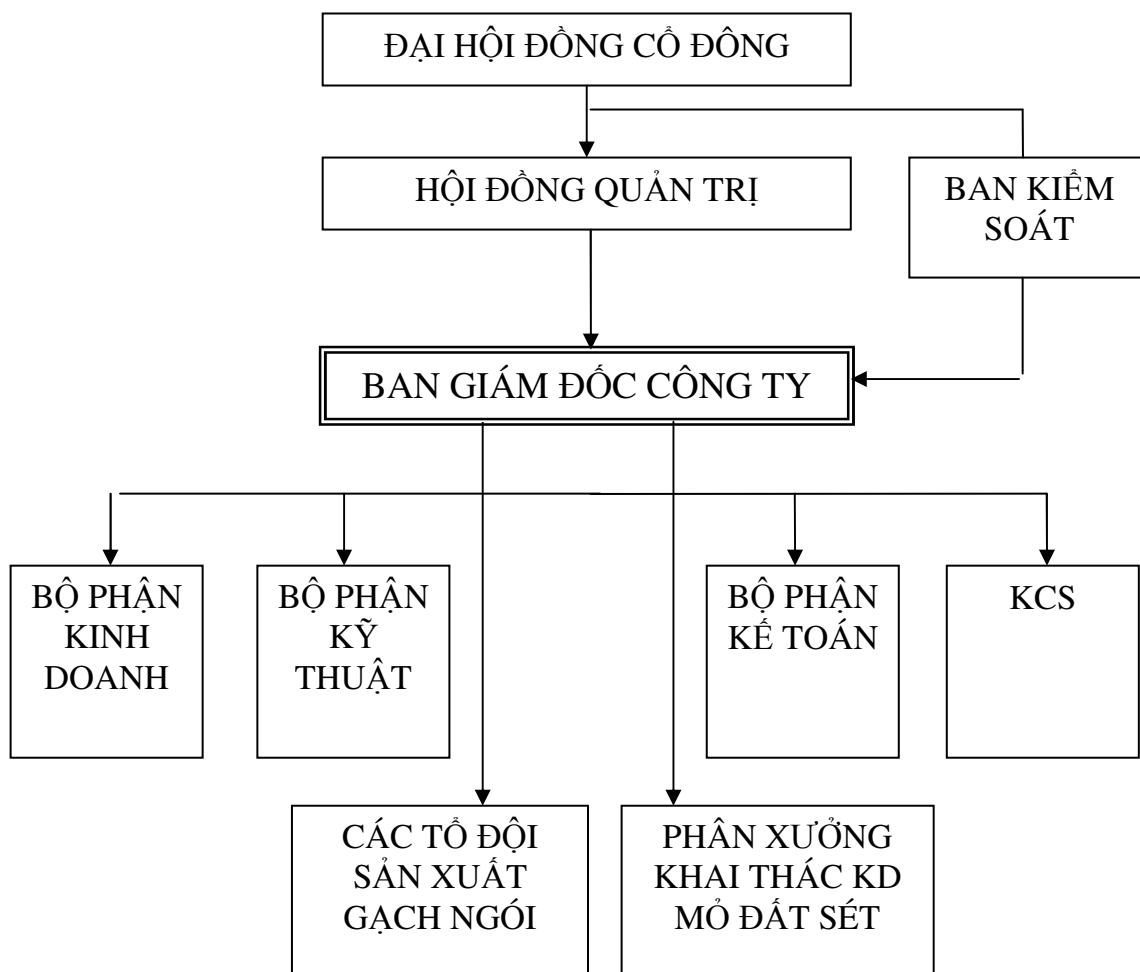 ĐẠI HỘI ĐỒNG CỔ ĐÔNG
HỘI ĐỒNG QUẢN TRỊ
BAN KIỂM
SOÁT
BAN GIÁM ĐỐC CÔNG TY
BỘ PHẬN
KINH
DOANH
BỘ PHẬN
KỸ
THUẬT
BỘ PHẬN
KẾ TOÁN
KCS
CÁC TỔ ĐỘI
SẢN XUẤT
GẠCH NGÓI
PHÂN XƯỞNG
KHAI THÁC KD
MỎ ĐẤT SÉT